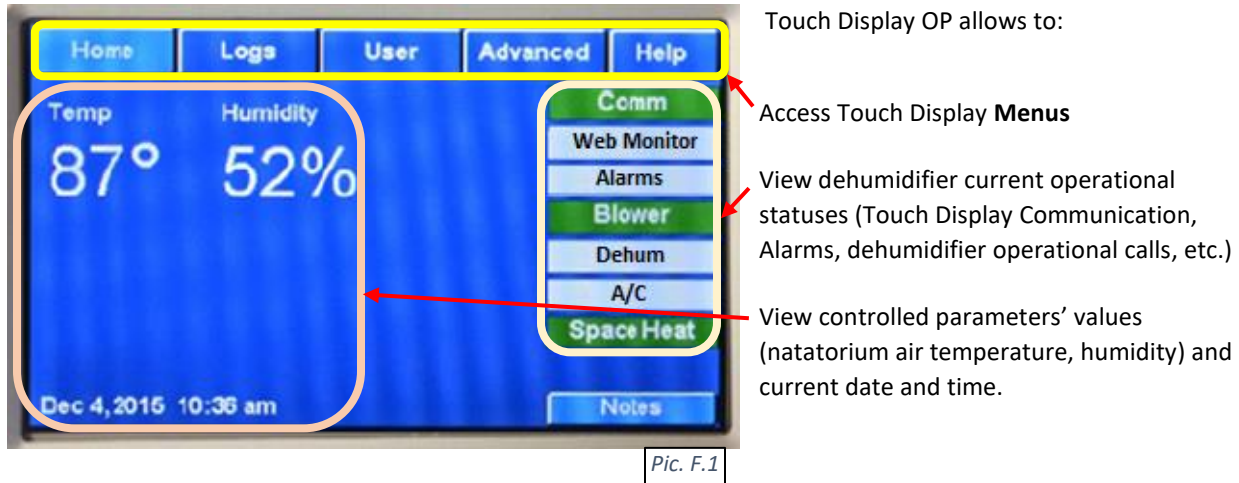 Touch Display OP allows to:
Home Logs User Advanced Help
Temp Humidity
87° 52%
Comm
Web Monitor
Alarms
Blower
Dehum
A/C
Space Heat
Dec 4,2015 10:36 am
Notes
Access Touch Display Menus
View dehumidifier current operational
statuses (Touch Display Communication,
Alarms, dehumidifier operational calls, etc.)
View controlled parameters’ values
(natatorium air temperature, humidity) and
current date and time.
Pic. F.1